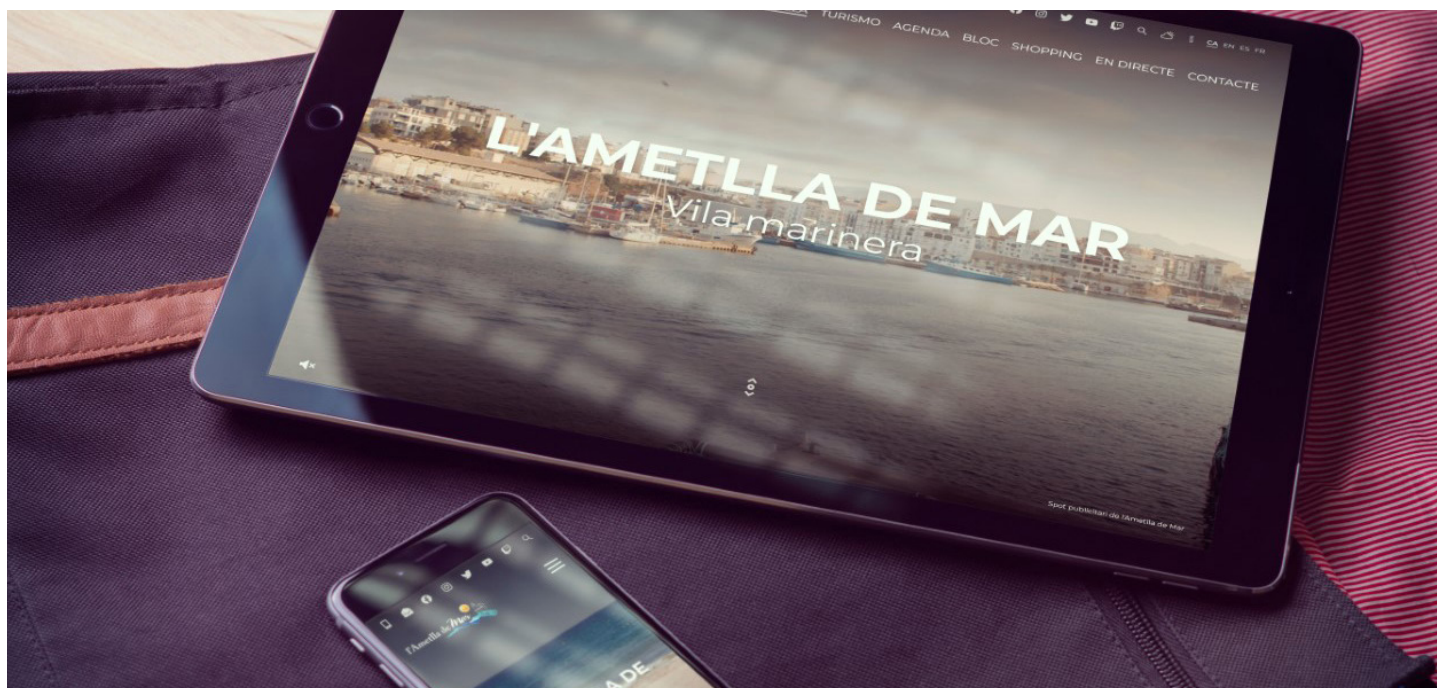 TURISMO AGENDA BLOC SHOPPING EN DIRECTE CONTACTE
CA EN ES FR
L'AMETLLA DE MAR
Vila marinera
Spot publicitari de l'Ametlla de Mar
l'Ametlla de Mar
A DE